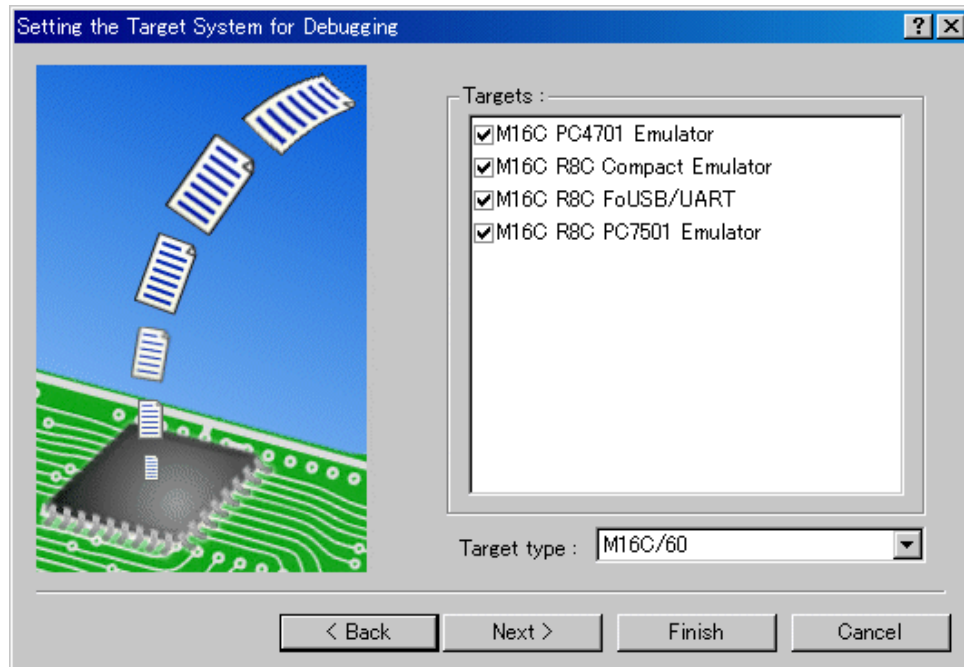 Setting the Target System for Debugging
Targets :
M16C PC4701 Emulator
M16C R8C Compact Emulator
M16C R8C FoUSB/UART
M16C R8C PC7501 Emulator
Target type : M16C/60
< Back Next > Finish Cancel